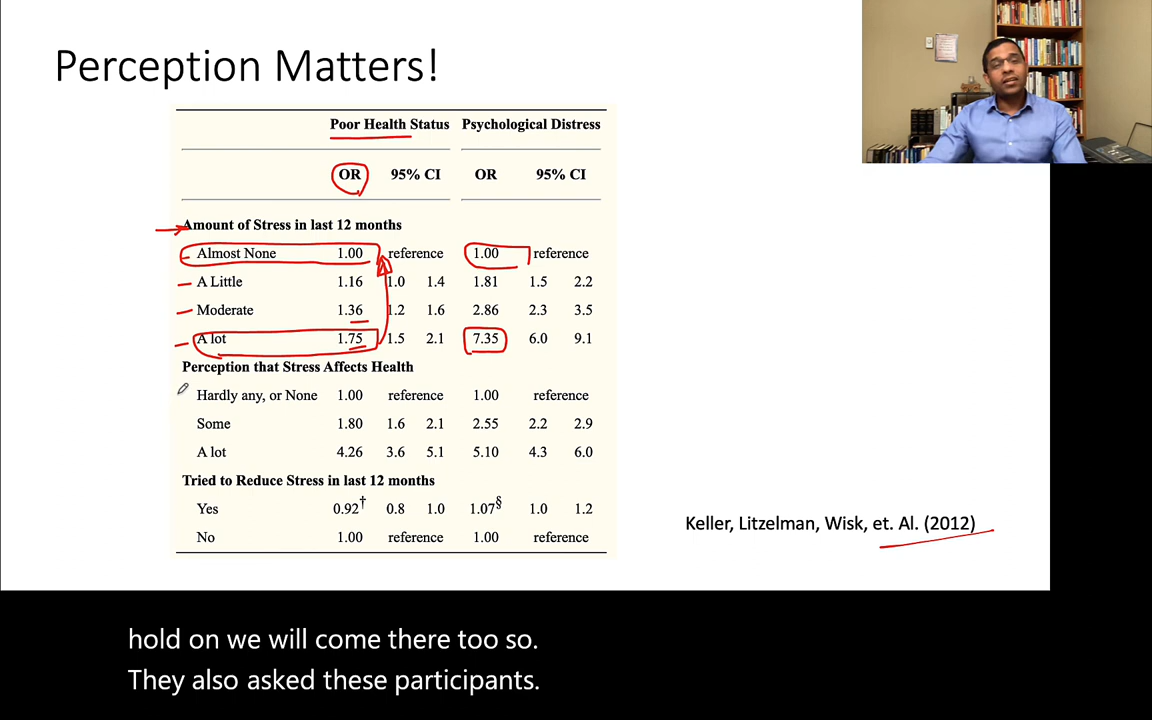 Perception Matters!
Poor Health Status Psychological Distress
OR 95% CI OR 95% CI
Amount of Stress in last 12 months
Almost None 1.00 reference 1.00 reference
A Little 1.16 1.0 1.4 1.81 1.5 2.2
Moderate 1.36 1.2 1.6 2.86 2.3 3.5
A lot 1.75 1.5 2.1 7.35 6.0 9.1
Perception that Stress Affects Health
Hardly any, or None 1.00 reference 1.00 reference
Some 1.80 1.6 2.1 2.55 2.2 2.9
A lot 4.26 3.6 5.1 5.10 4.3 6.0
Tried to Reduce Stress in last 12 months
Yes 0.92† 0.8 1.0 1.07§ 1.0 1.2
No 1.00 reference 1.00 reference
Keller, Litzelman, Wisk, et. Al. (2012)
hold on we will come there too so.
They also asked these participants.